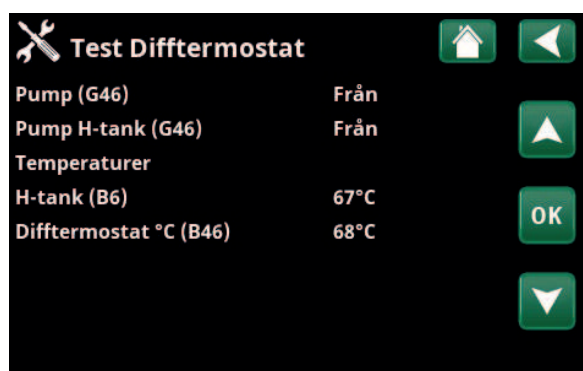 Test Difftermostat
Pump (G46) Från
Pump H-tank (G46) Från
Temperaturer
H-tank (B6) 67°C
Difftermostat °C (B46) 68°C
OK